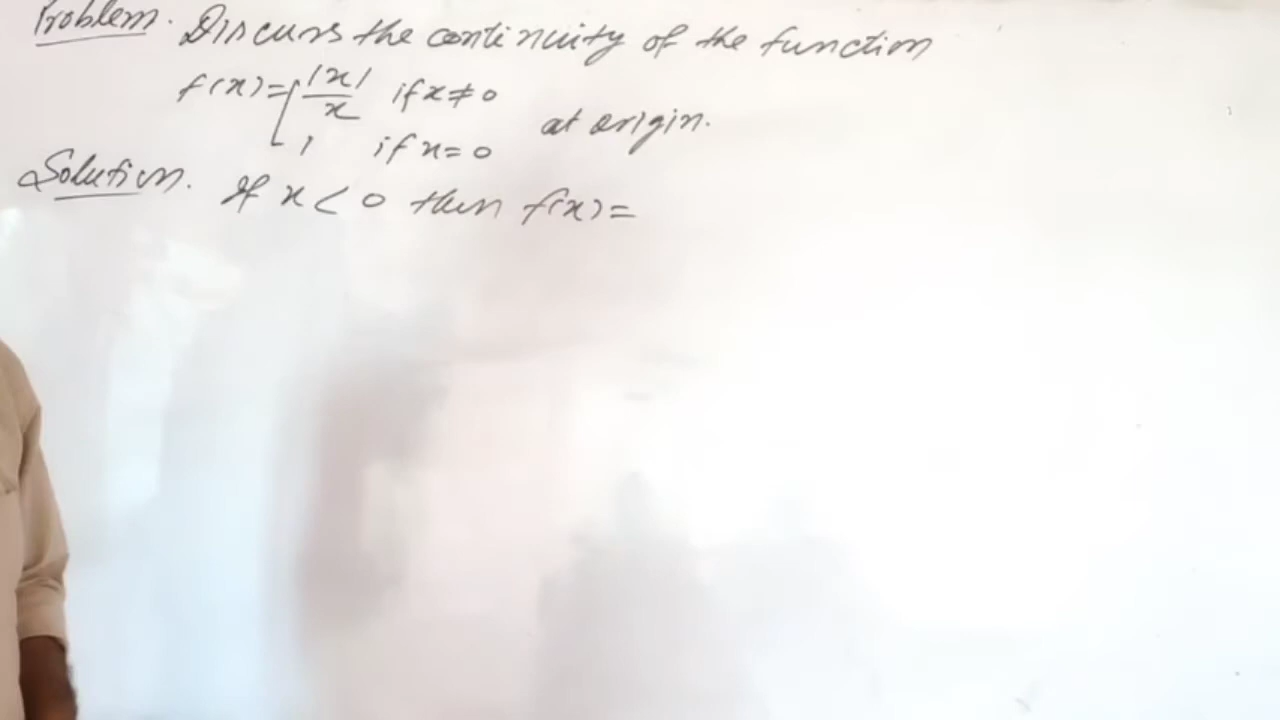 Problem. Discuss the continuity of the function
f(x)={ |x|/x if x≠0
1 if x=0 at origin.
Solution. If x<0 then f(x)=